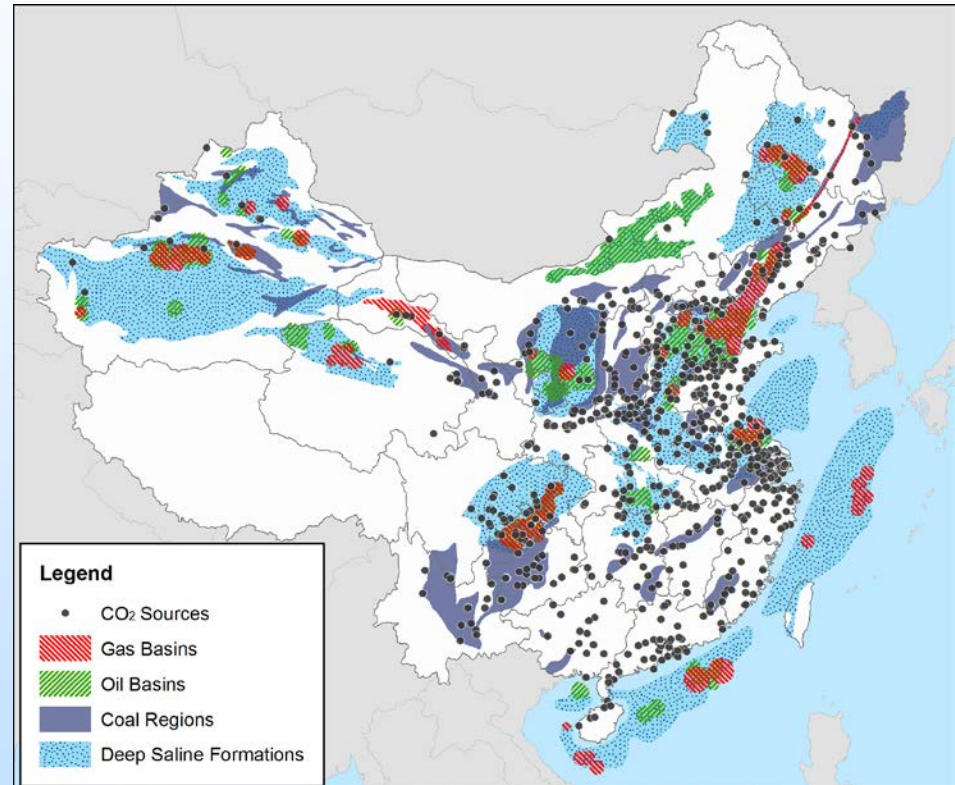 Legend
CO₂ Sources
Gas Basins
Oil Basins
Coal Regions
Deep Saline Formations